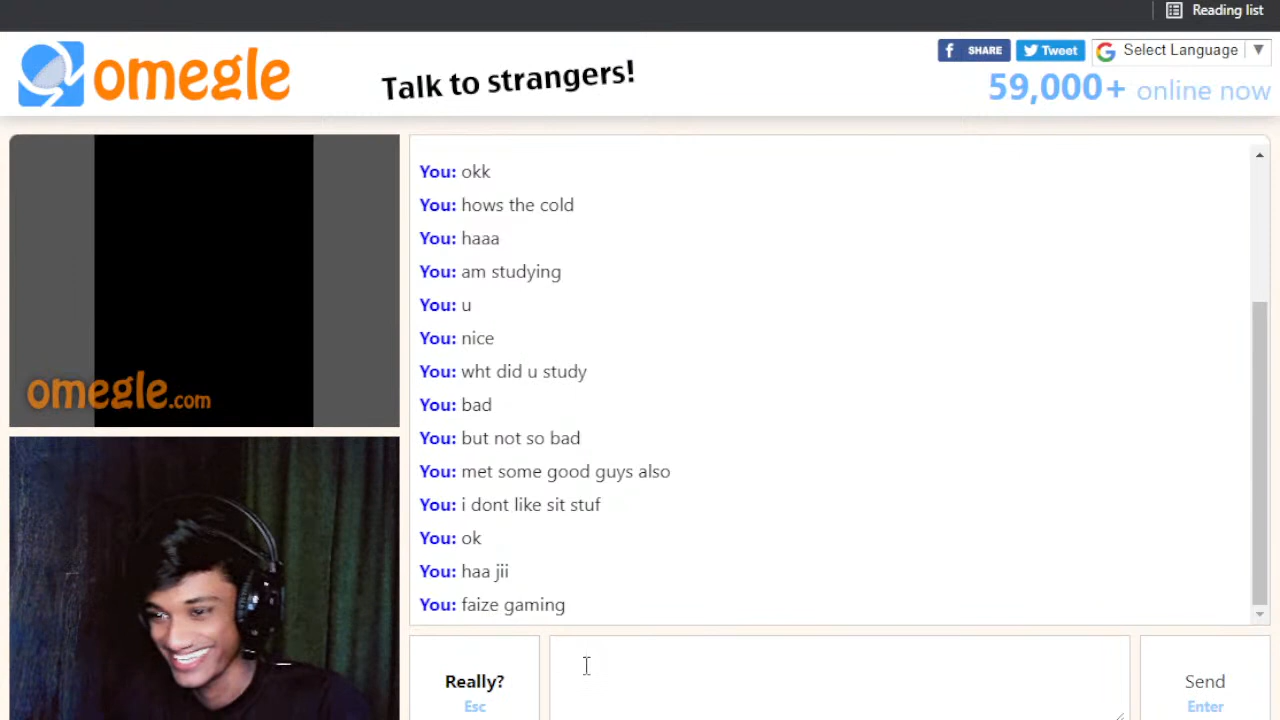 Reading list
omegle
Talk to strangers!
SHARE
Tweet
Select Language
59,000+ online now
omegle.com
You: okk
You: hows the cold
You: haaa
You: am studying
You: u
You: nice
You: wht did u study
You: bad
You: but not so bad
You: met some good guys also
You: i dont like sit stuf
You: ok
You: haa jii
You: faize gaming
Really?
Esc
Send
Enter